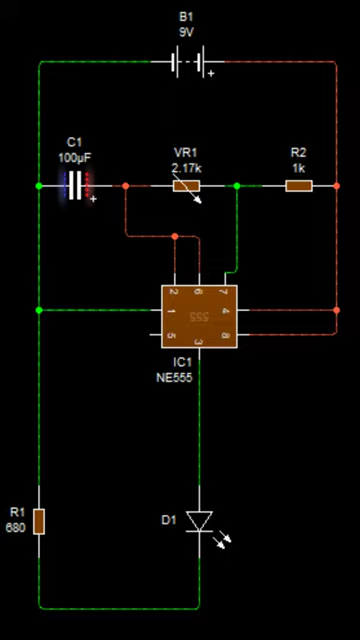 B1
9V
+
C1
100µF
+
VR1
2.17k
R2
1k
2
6
7
1
555
4
5
3
8
IC1
NE555
R1
680
D1